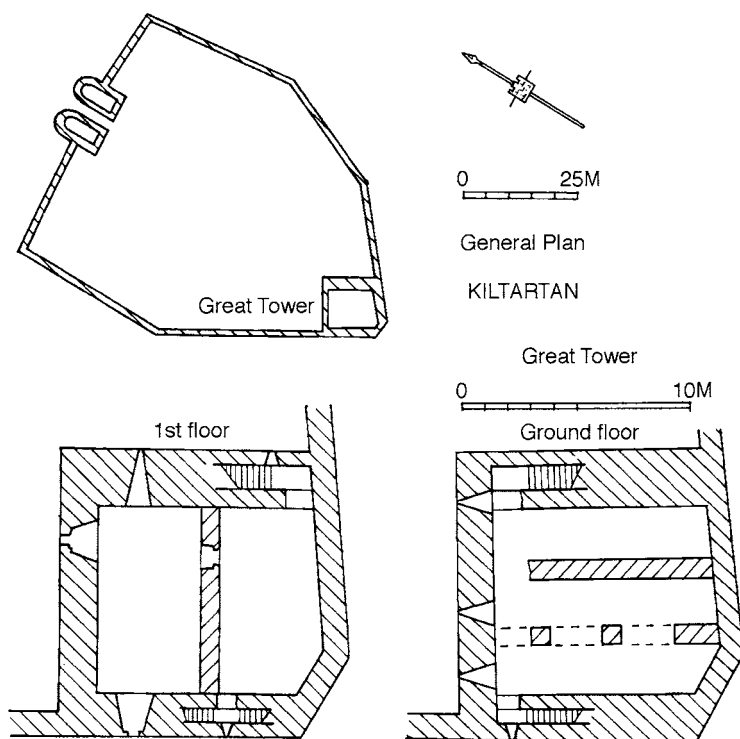 0 25M
General Plan
KILTARTAN
Great Tower
Great Tower
0 10M
1st floor
Ground floor